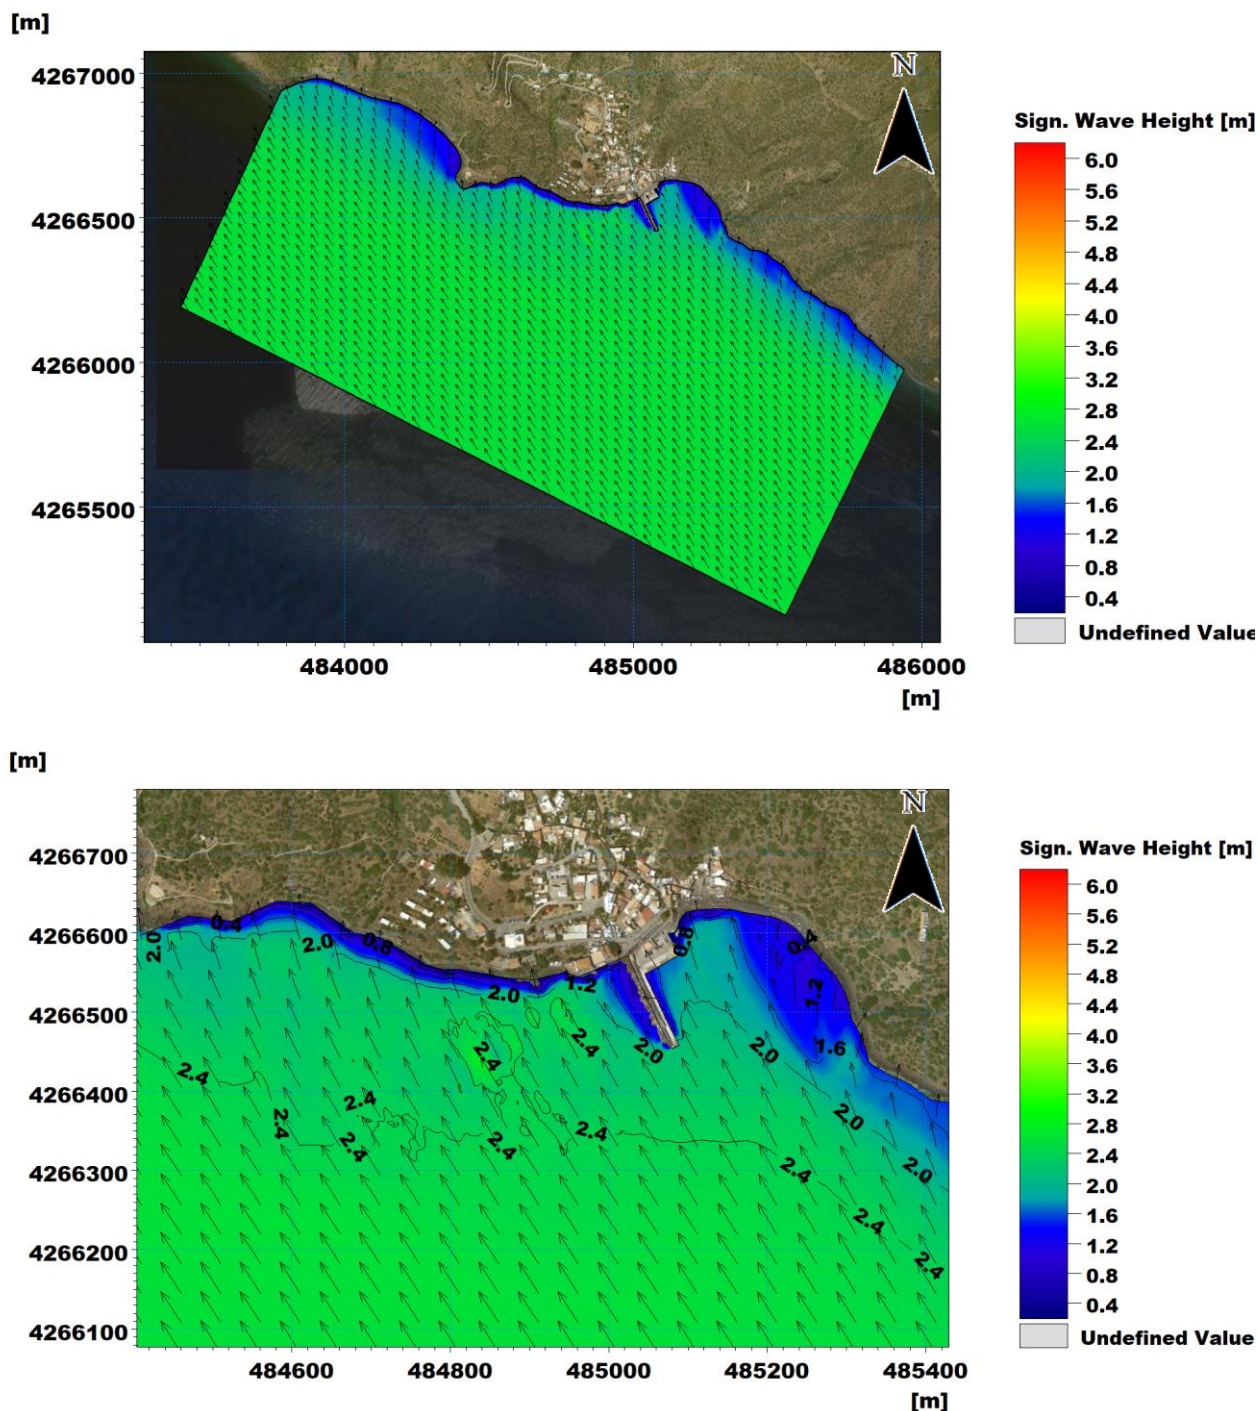 [m]
N
4267000
4266500
4266000
4265500
484000 485000 486000
[m]
Sign. Wave Height [m]
6.0
5.6
5.2
4.8
4.4
4.0
3.6
3.2
2.8
2.4
2.0
1.6
1.2
0.8
0.4
Undefined Value
[m]
N
4266700
4266600
4266500
4266400
4266300
4266200
4266100
2.0 0.4 2.0 0.8 0.8 0.4
2.0 1.2 1.2
2.4 2.4 2.0 2.0 1.6
2.4 2.4 2.0
2.4 2.4 2.4 2.4 2.4 2.0
2.4
2.4
484600 484800 485000 485200 485400
[m]
Sign. Wave Height [m]
6.0
5.6
5.2
4.8
4.4
4.0
3.6
3.2
2.8
2.4
2.0
1.6
1.2
0.8
0.4
Undefined Value